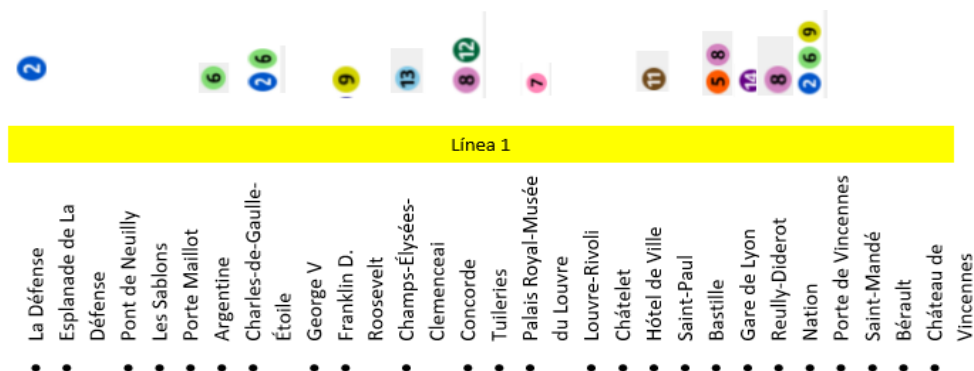 2
6
2 6
9
13
8 12
7
11
5 8
14
8
2 6 9
Línea 1
• La Défense
• Esplanade de La
Défense
• Pont de Neuilly
• Les Sablons
• Porte Maillot
• Argentine
• Charles-de-Gaulle-
Étoile
• George V
• Franklin D.
Roosevelt
• Champs-Élysées-
Clemenceai
• Concorde
• Tuileries
• Palais Royal-Musée
du Louvre
• Louvre-Rivoli
• Châtelet
• Hôtel de Ville
• Saint-Paul
• Bastille
• Gare de Lyon
• Reully-Diderot
• Nation
• Porte de Vincennes
• Saint-Mandé
• Bérault
• Château de
Vincennes